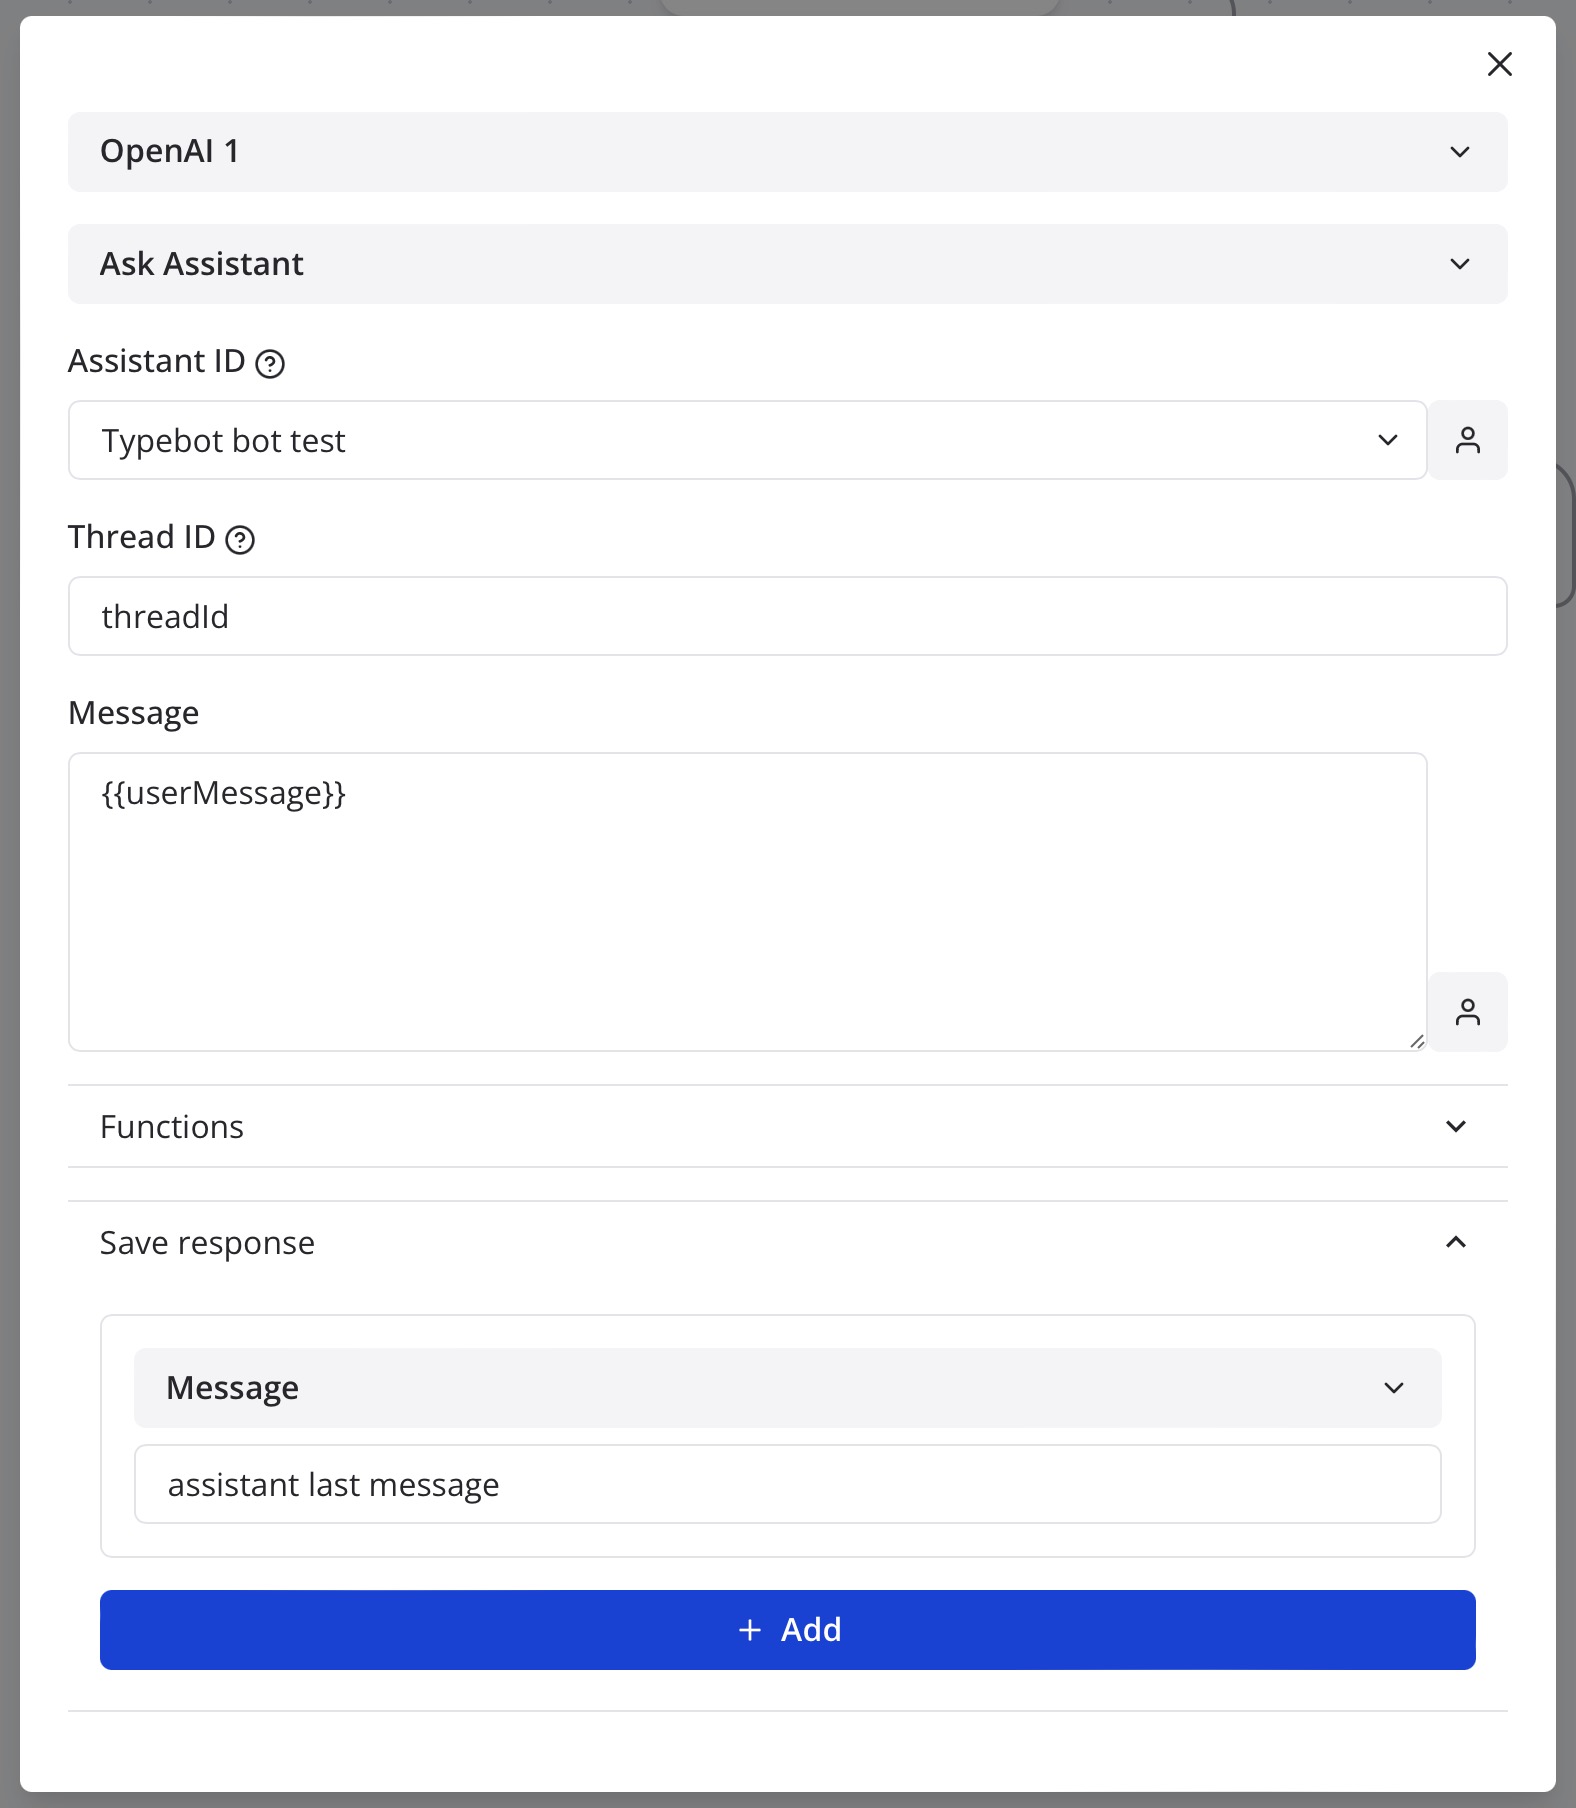 OpenAI 1
Ask Assistant
Assistant ID
Typebot bot test
Thread ID
threadId
Message
{{userMessage}}
Functions
Save response
Message
assistant last message
+ Add